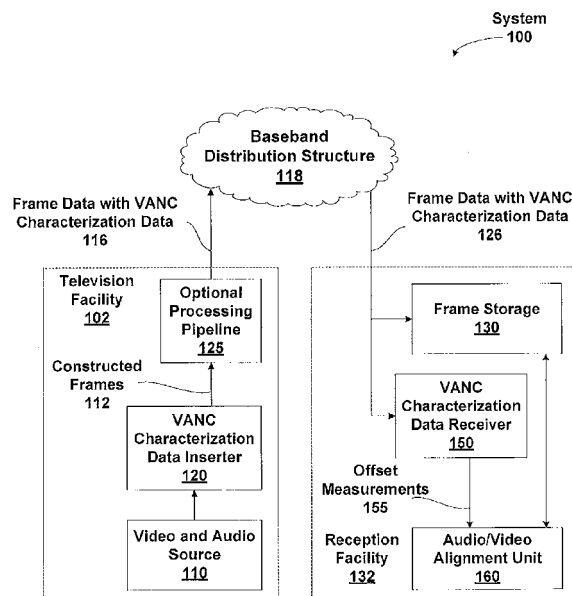 System
100
Baseband
Distribution Structure
118
Frame Data with VANC
Characterization Data
116
Frame Data with VANC
Characterization Data
126
Television
Facility
102
Optional
Processing
Pipeline
125
Constructed
Frames
112
VANC
Characterization
Data Inserter
120
Video and Audio
Source
110
Frame Storage
130
VANC
Characterization
Data Receiver
150
Offset
Measurements
155
Reception
Facility
132
Audio/Video
Alignment Unit
160